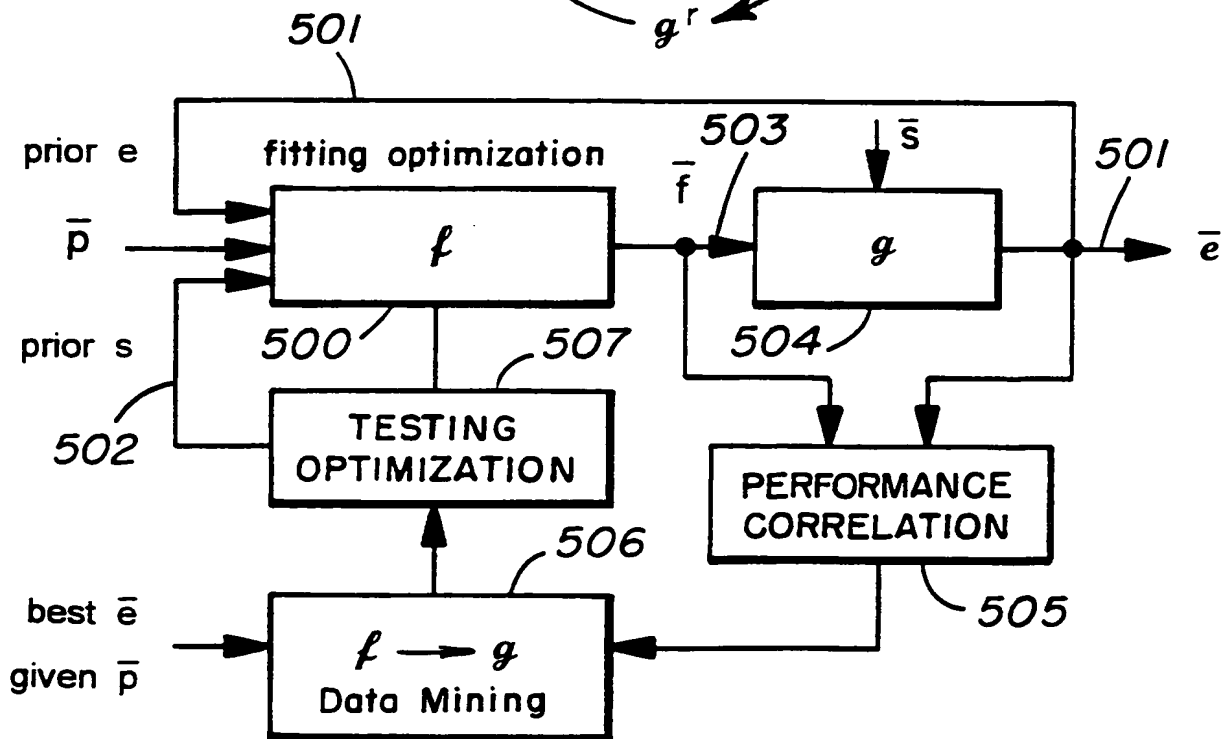 g r
501
prior e
fitting optimization
f̄
503
s̄
501
p̄
f
g
ē
prior s
500
507
504
502
TESTING
OPTIMIZATION
PERFORMANCE
CORRELATION
506
505
best ē
given p̄
f → g
Data Mining